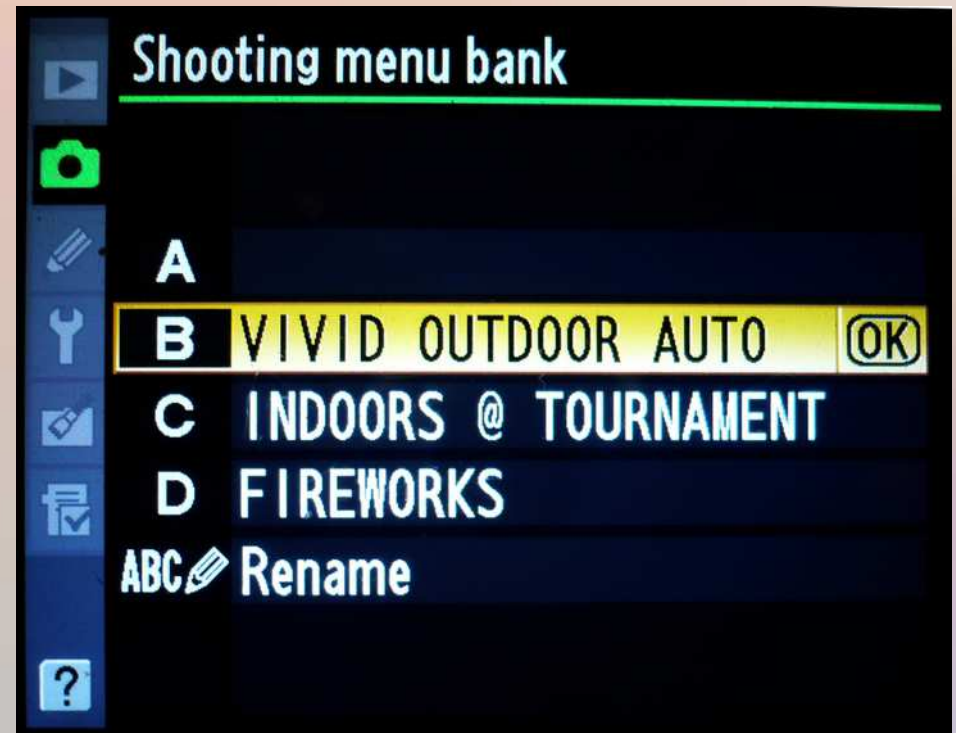 Shooting menu bank
A
B VIVID OUTDOOR AUTO OK
C INDOORS @ TOURNAMENT
D FIREWORKS
ABC Rename
?